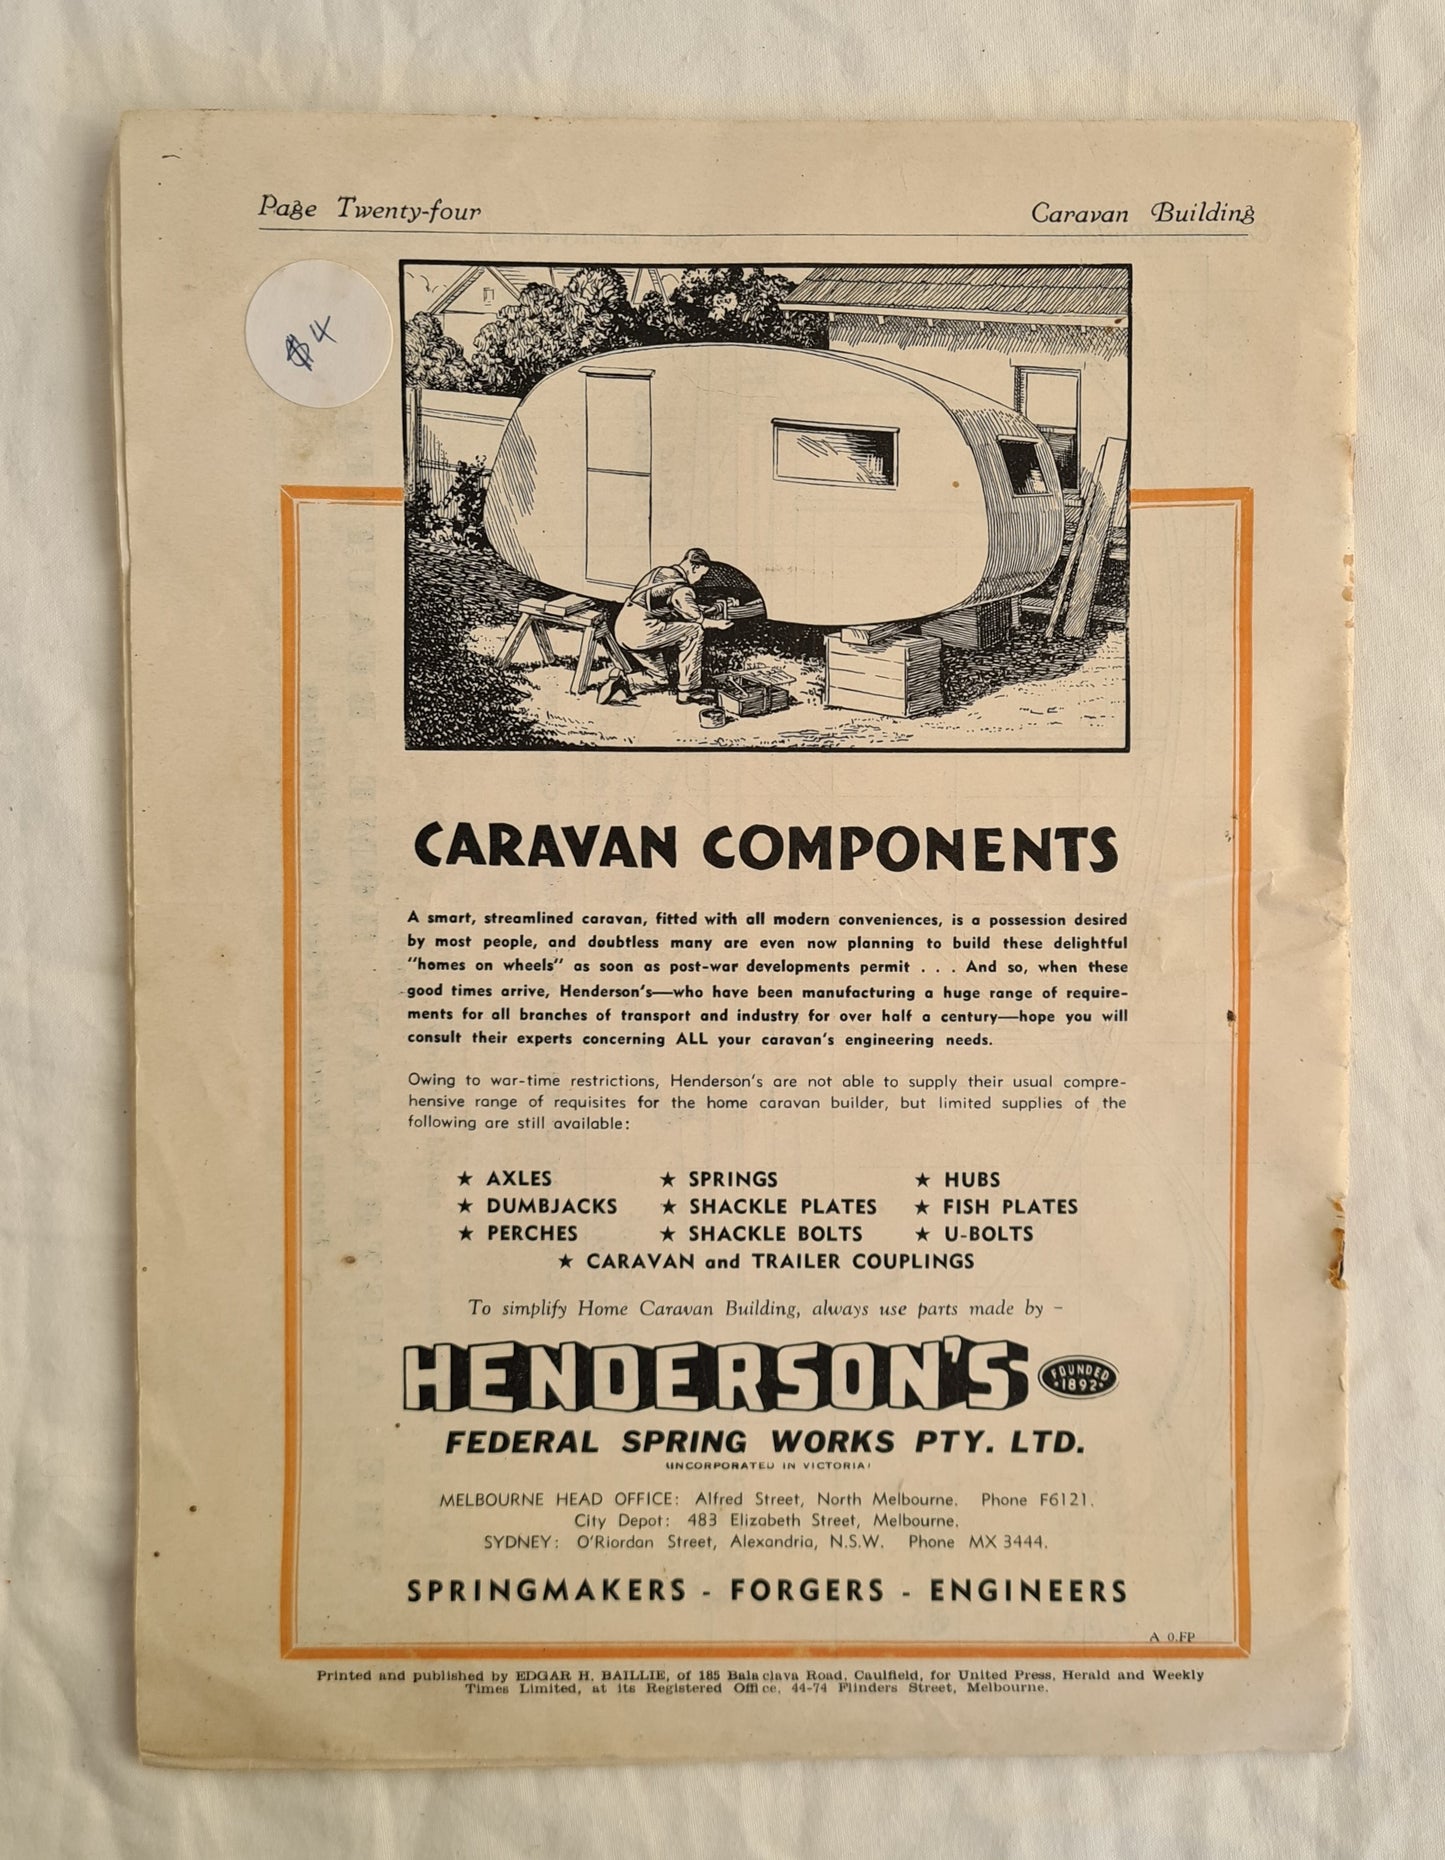 Page Twenty-four
Caravan Building
$4
CARAVAN COMPONENTS
A smart, streamlined caravan, fitted with all modern conveniences, is a possession desired
by most people, and doubtless many are even now planning to build these delightful
"homes on wheels" as soon as post-war developments permit . . . And so, when these
good times arrive, Henderson's—who have been manufacturing a huge range of require-
ments for all branches of transport and industry for over half a century—hope you will
consult their experts concerning ALL your caravan's engineering needs.
Owing to war-time restrictions, Henderson's are not able to supply their usual compre-
hensive range of requisites for the home caravan builder, but limited supplies of the
following are still available:
★ AXLES ★ SPRINGS ★ HUBS
★ DUMBJACKS ★ SHACKLE PLATES ★ FISH PLATES
★ PERCHES ★ SHACKLE BOLTS ★ U-BOLTS
★ CARAVAN and TRAILER COUPLINGS
To simplify Home Caravan Building, always use parts made by –
HENDERSON'S
FOUNDED
·1892·
FEDERAL SPRING WORKS PTY. LTD.
(INCORPORATED IN VICTORIA)
MELBOURNE HEAD OFFICE: Alfred Street, North Melbourne. Phone F6121.
City Depot: 483 Elizabeth Street, Melbourne.
SYDNEY: O'Riordan Street, Alexandria, N.S.W. Phone MX 3444.
SPRINGMAKERS - FORGERS - ENGINEERS
A 0.FP
Printed and published by EDGAR H. BAILLIE, of 185 Balaclava Road, Caulfield, for United Press, Herald and Weekly
Times Limited, at its Registered Office, 44-74 Flinders Street, Melbourne.